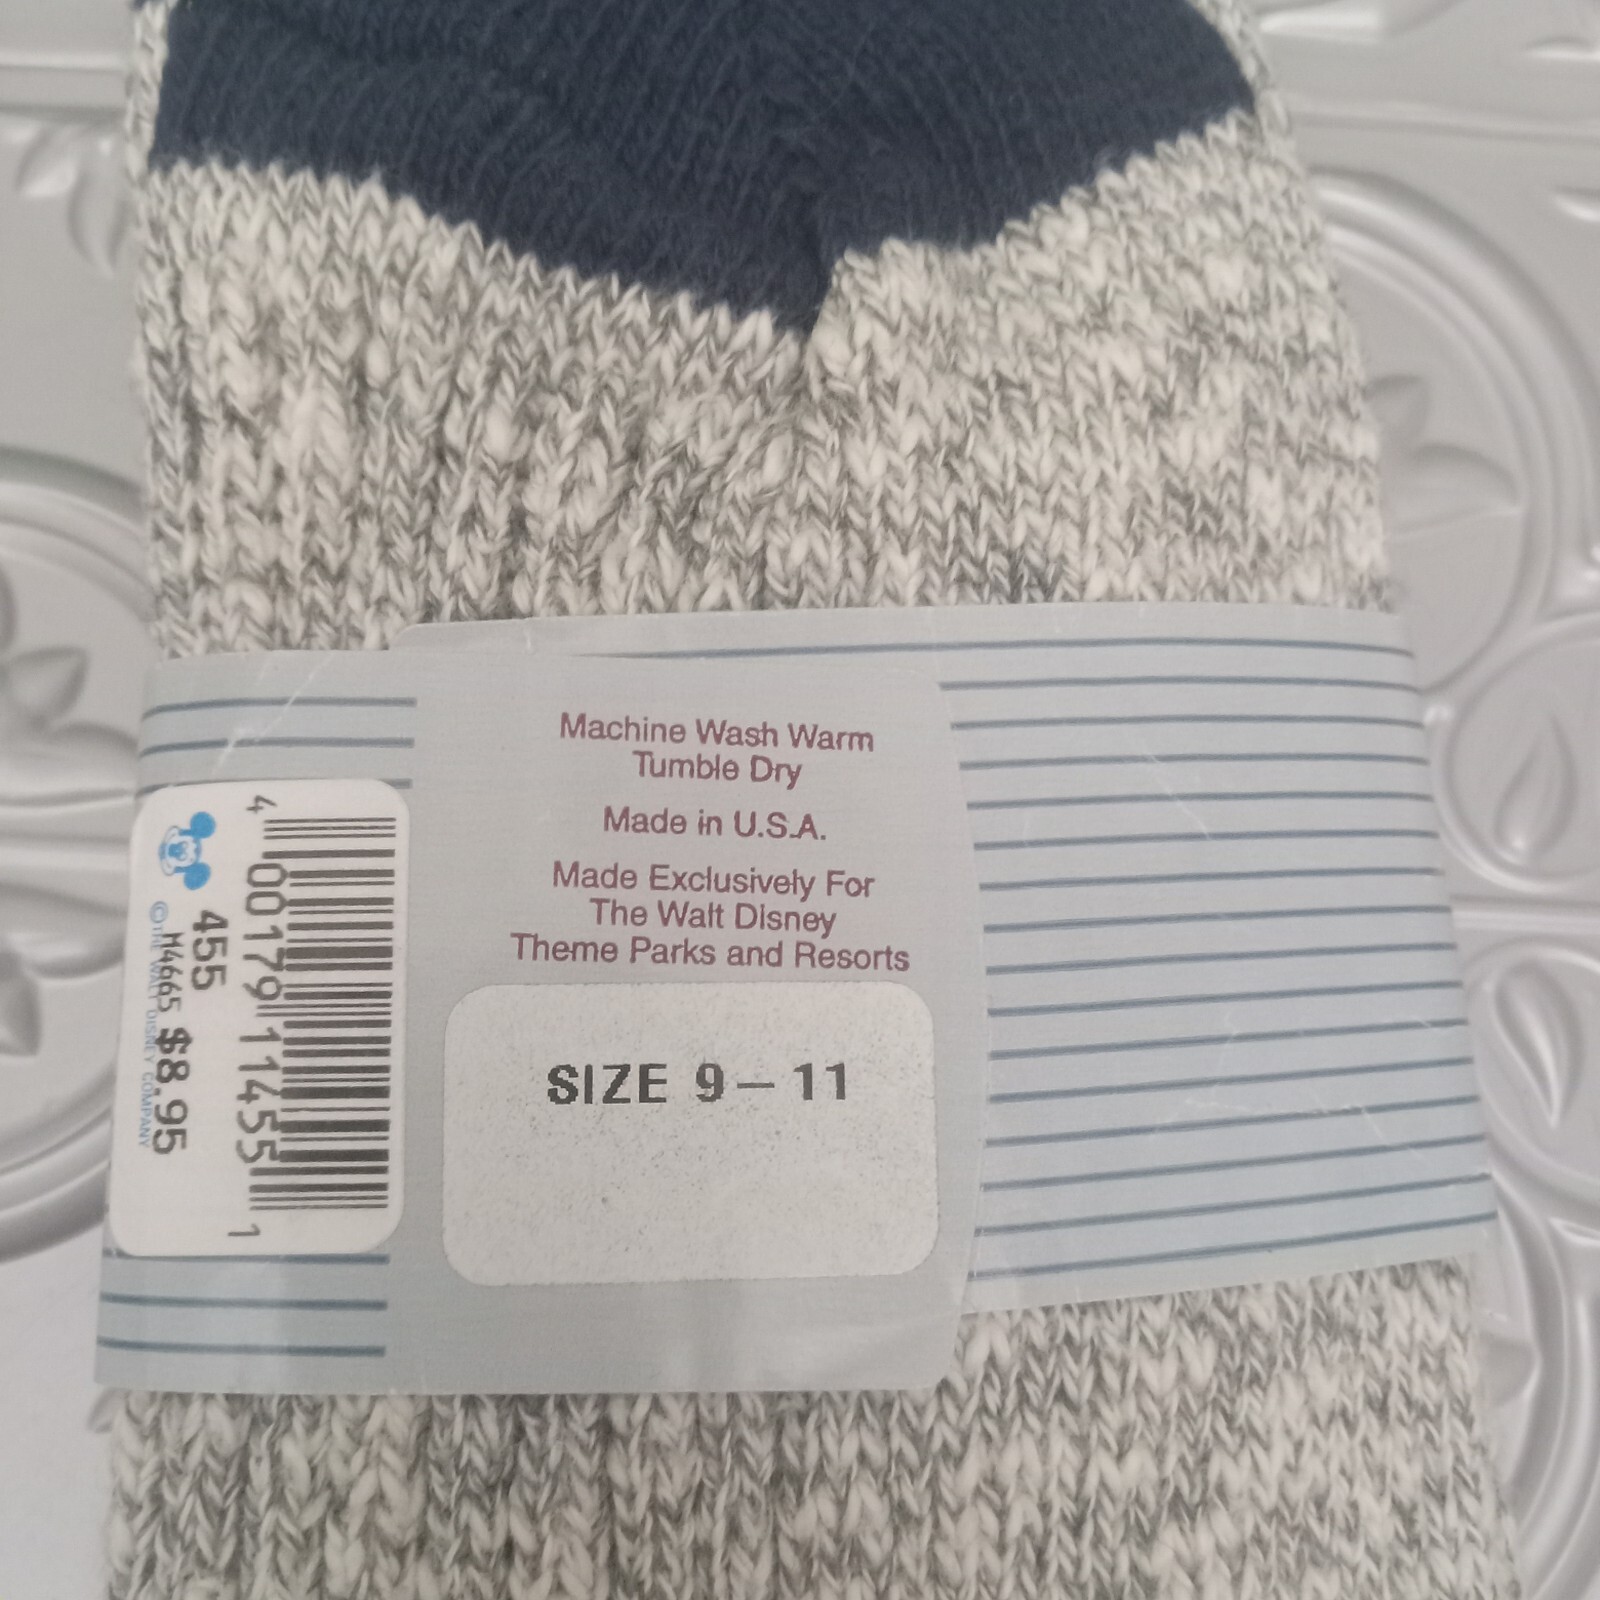 Machine Wash Warm
Tumble Dry
Made in U.S.A.
Made Exclusively For
The Walt Disney
Theme Parks and Resorts
SIZE 9 – 11
4 00179 11455 1
455
M4665 $8.95
©THE WALT DISNEY COMPANY